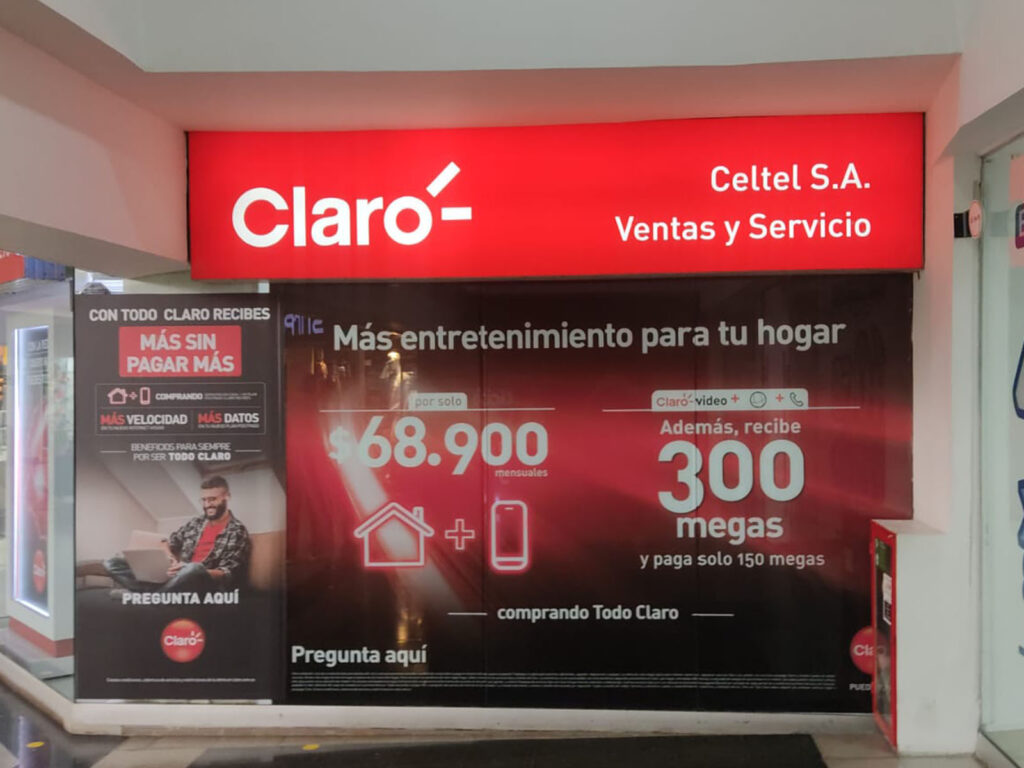 Claro
Celtel S.A.
Ventas y Servicio
CON TODO CLARO RECIBES
MÁS SIN
PAGAR MÁS
COMPRANDO
MÁS VELOCIDAD
MÁS DATOS
BENEFICIOS PARA SIEMPRE
POR SER TODO CLARO
PREGUNTA AQUÍ
Claro
Más entretenimiento para tu hogar
por solo
$68.900
mensuales
Claro video + +
Además, recibe
300
megas
y paga solo 150 megas
+
comprando Todo Claro
Pregunta aquí